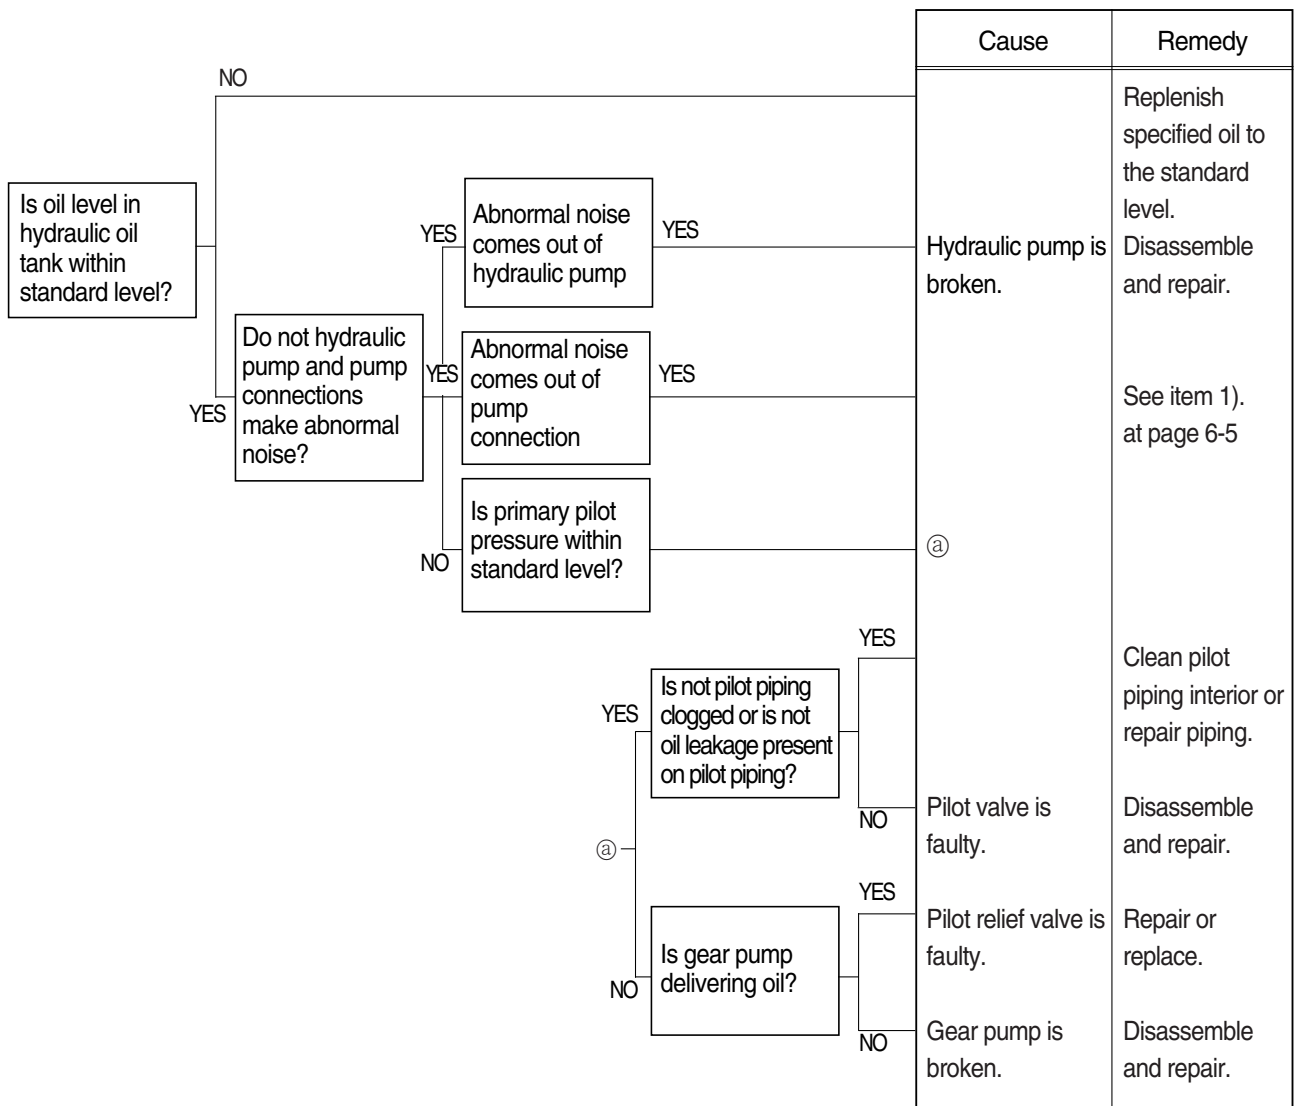 Cause
Remedy
NO
Replenish
specified oil to
the standard
level.
Is oil level in
hydraulic oil
tank within
standard level?
YES
Abnormal noise
comes out of
hydraulic pump
YES
Hydraulic pump is
broken.
Disassemble
and repair.
YES
Do not hydraulic
pump and pump
connections
make abnormal
noise?
YES
Abnormal noise
comes out of
pump
connection
YES
See item 1).
at page 6-5
NO
Is primary pilot
pressure within
standard level?
ⓐ
ⓐ
YES
Is not pilot piping
clogged or is not
oil leakage present
on pilot piping?
YES
Clean pilot
piping interior or
repair piping.
NO
Pilot valve is
faulty.
Disassemble
and repair.
NO
Is gear pump
delivering oil?
YES
Pilot relief valve is
faulty.
Repair or
replace.
NO
Gear pump is
broken.
Disassemble
and repair.